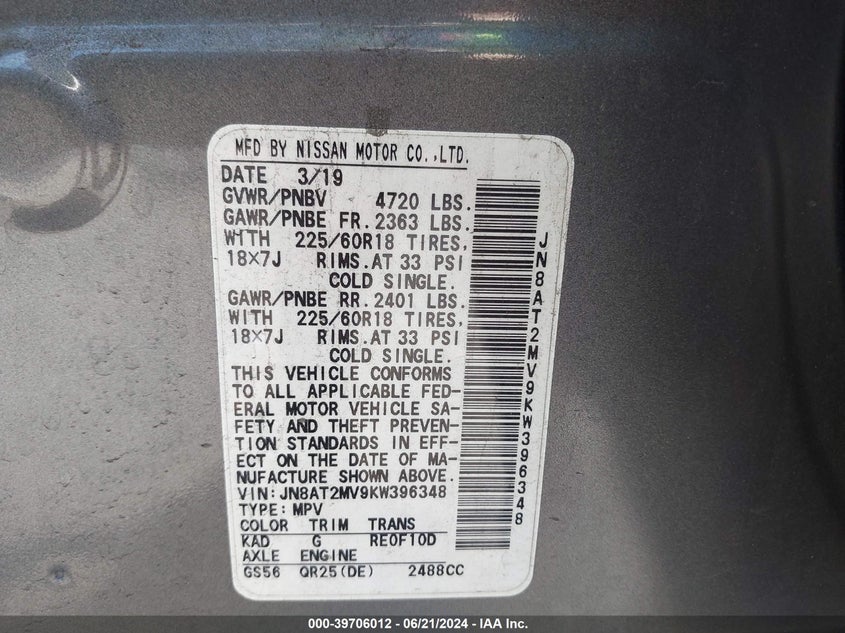 MFD BY NISSAN MOTOR CO.,LTD.
DATE 3/19
GVWR/PNBV 4720 LBS.
GAWR/PNBE FR. 2363 LBS.
WITH 225/60R18 TIRES,
18×7J RIMS.AT 33 PSI
COLD SINGLE.
GAWR/PNBE RR. 2401 LBS.
WITH 225/60R18 TIRES,
18×7J RIMS.AT 33 PSI
COLD SINGLE.
THIS VEHICLE CONFORMS
TO ALL APPLICABLE FED-
ERAL MOTOR VEHICLE SA-
FETY AND THEFT PREVEN-
TION STANDARDS IN EFF-
ECT ON THE DATE OF MA-
NUFACTURE SHOWN ABOVE.
VIN: JN8AT2MV9KW396348
TYPE: MPV
COLOR TRIM TRANS
KAD G RE0F10D
AXLE ENGINE
GS56 QR25(DE) 2488CC
JN8AT2MV9KW396348
000-39706012 - 06/21/2024 - IAA Inc.